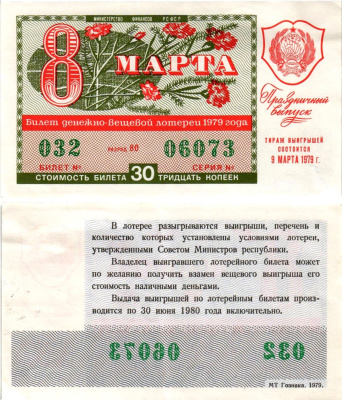 МИНИСТЕРСТВО ФИНАНСОВ РСФСР
8 МАРТА
Билет денежно-вещевой лотереи 1979 года
032 РАЗРЯД 80 06073
БИЛЕТ № СЕРИЯ №
СТОИМОСТЬ БИЛЕТА 30 ТРИДЦАТЬ КОПЕЕК
Праздничный
выпуск
ТИРАЖ ВЫИГРЫШЕЙ
СОСТОИТСЯ
9 МАРТА 1979 г.
В лотерее разыгрываются выигрыши, перечень и
количество которых установлены условиями лотереи,
утвержденными Советом Министров республики.
Владелец выигравшего лотерейного билета может
по желанию получить взамен вещевого выигрыша его
стоимость наличными деньгами.
Выдача выигрышей по лотерейным билетам произ-
водится по 30 июня 1980 года включительно.
06073 032
МТ Гознака. 1979.